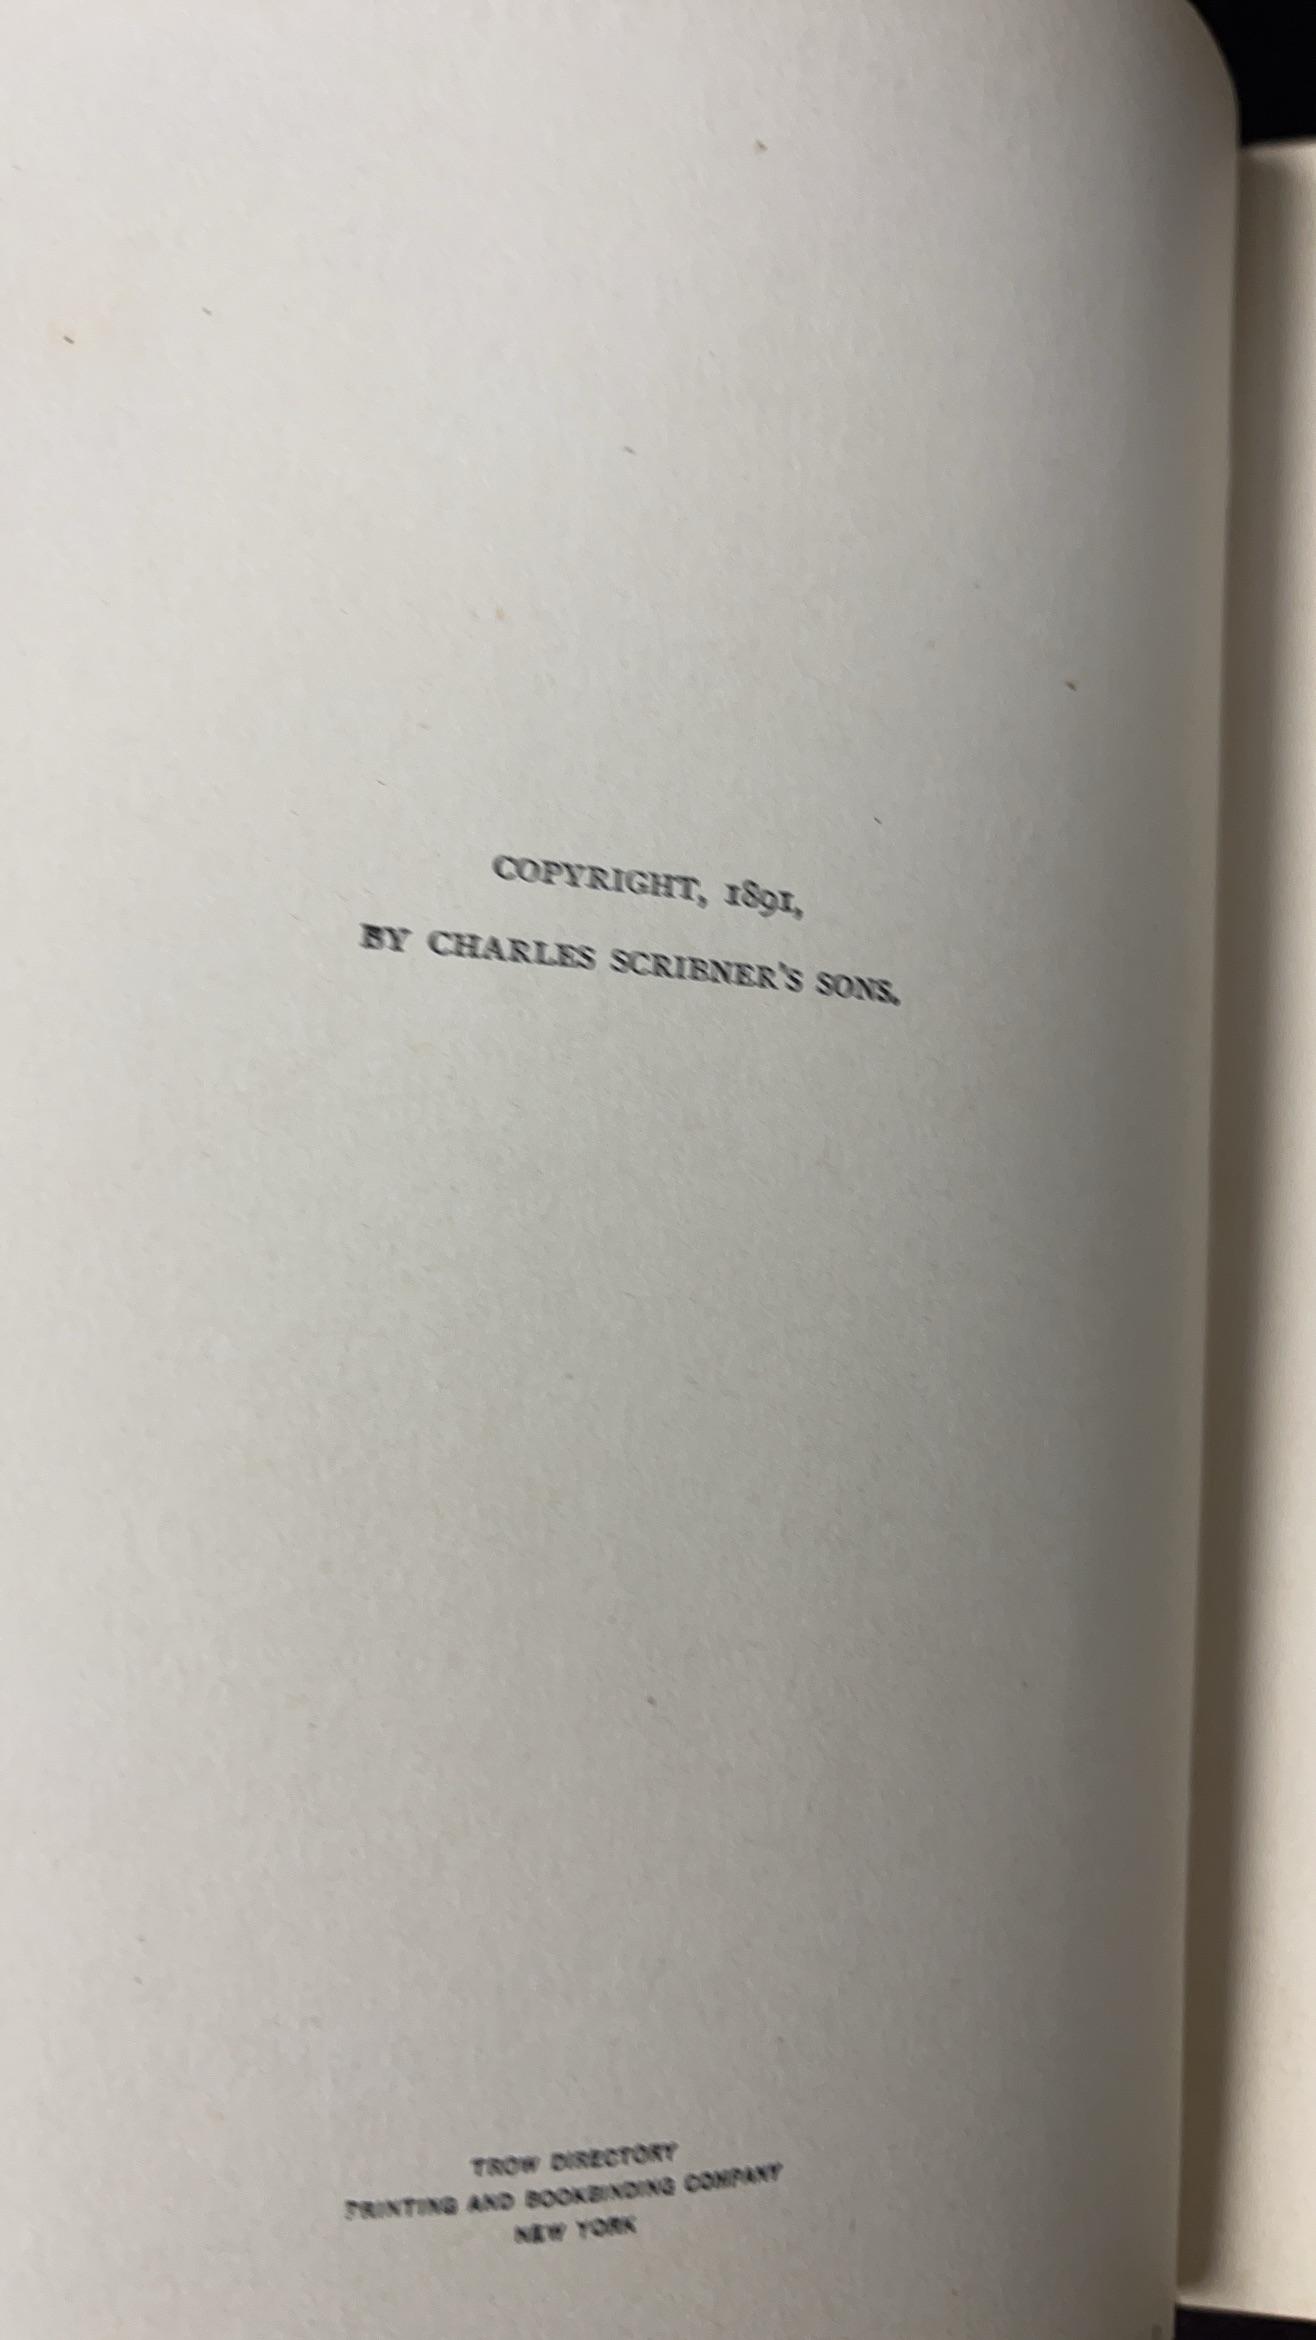 COPYRIGHT, 1891,
BY CHARLES SCRIBNER'S SONS.
TROW DIRECTORY
PRINTING AND BOOKBINDING COMPANY
NEW YORK